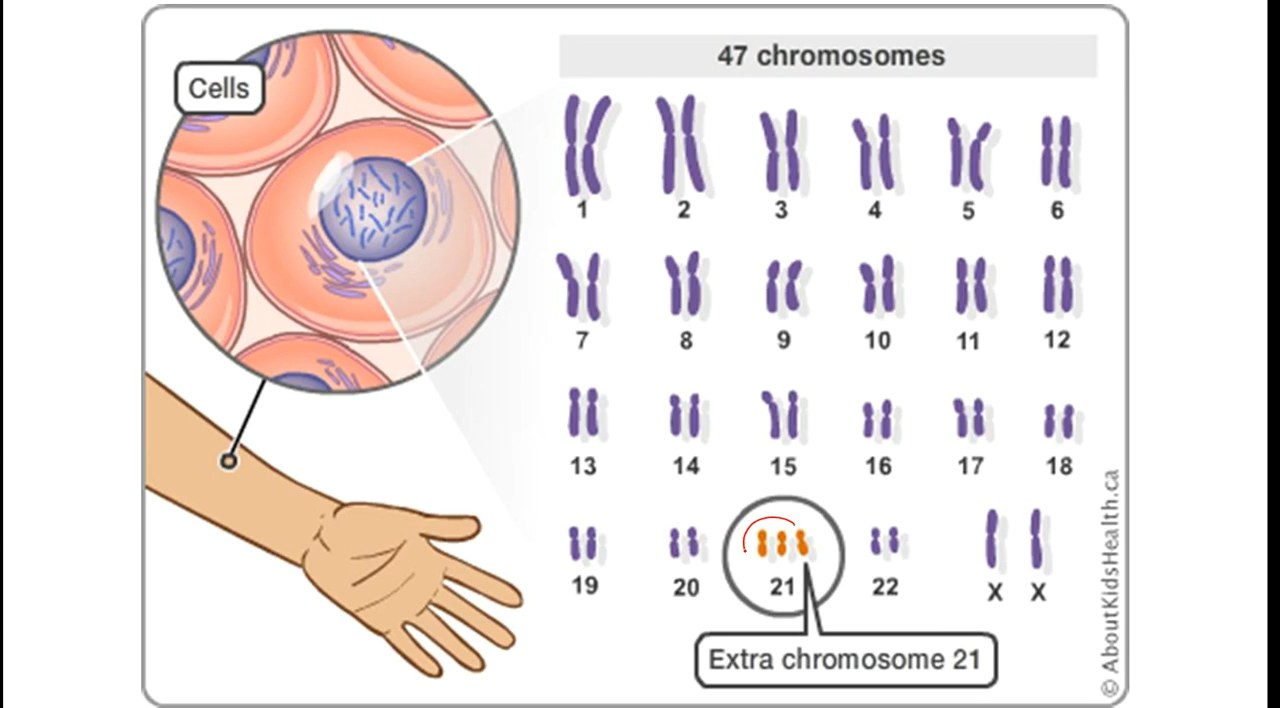 Cells
47 chromosomes
1 2 3 4 5 6
7 8 9 10 11 12
13 14 15 16 17 18
19 20 21 22 X X
Extra chromosome 21
© AboutKidsHealth.ca